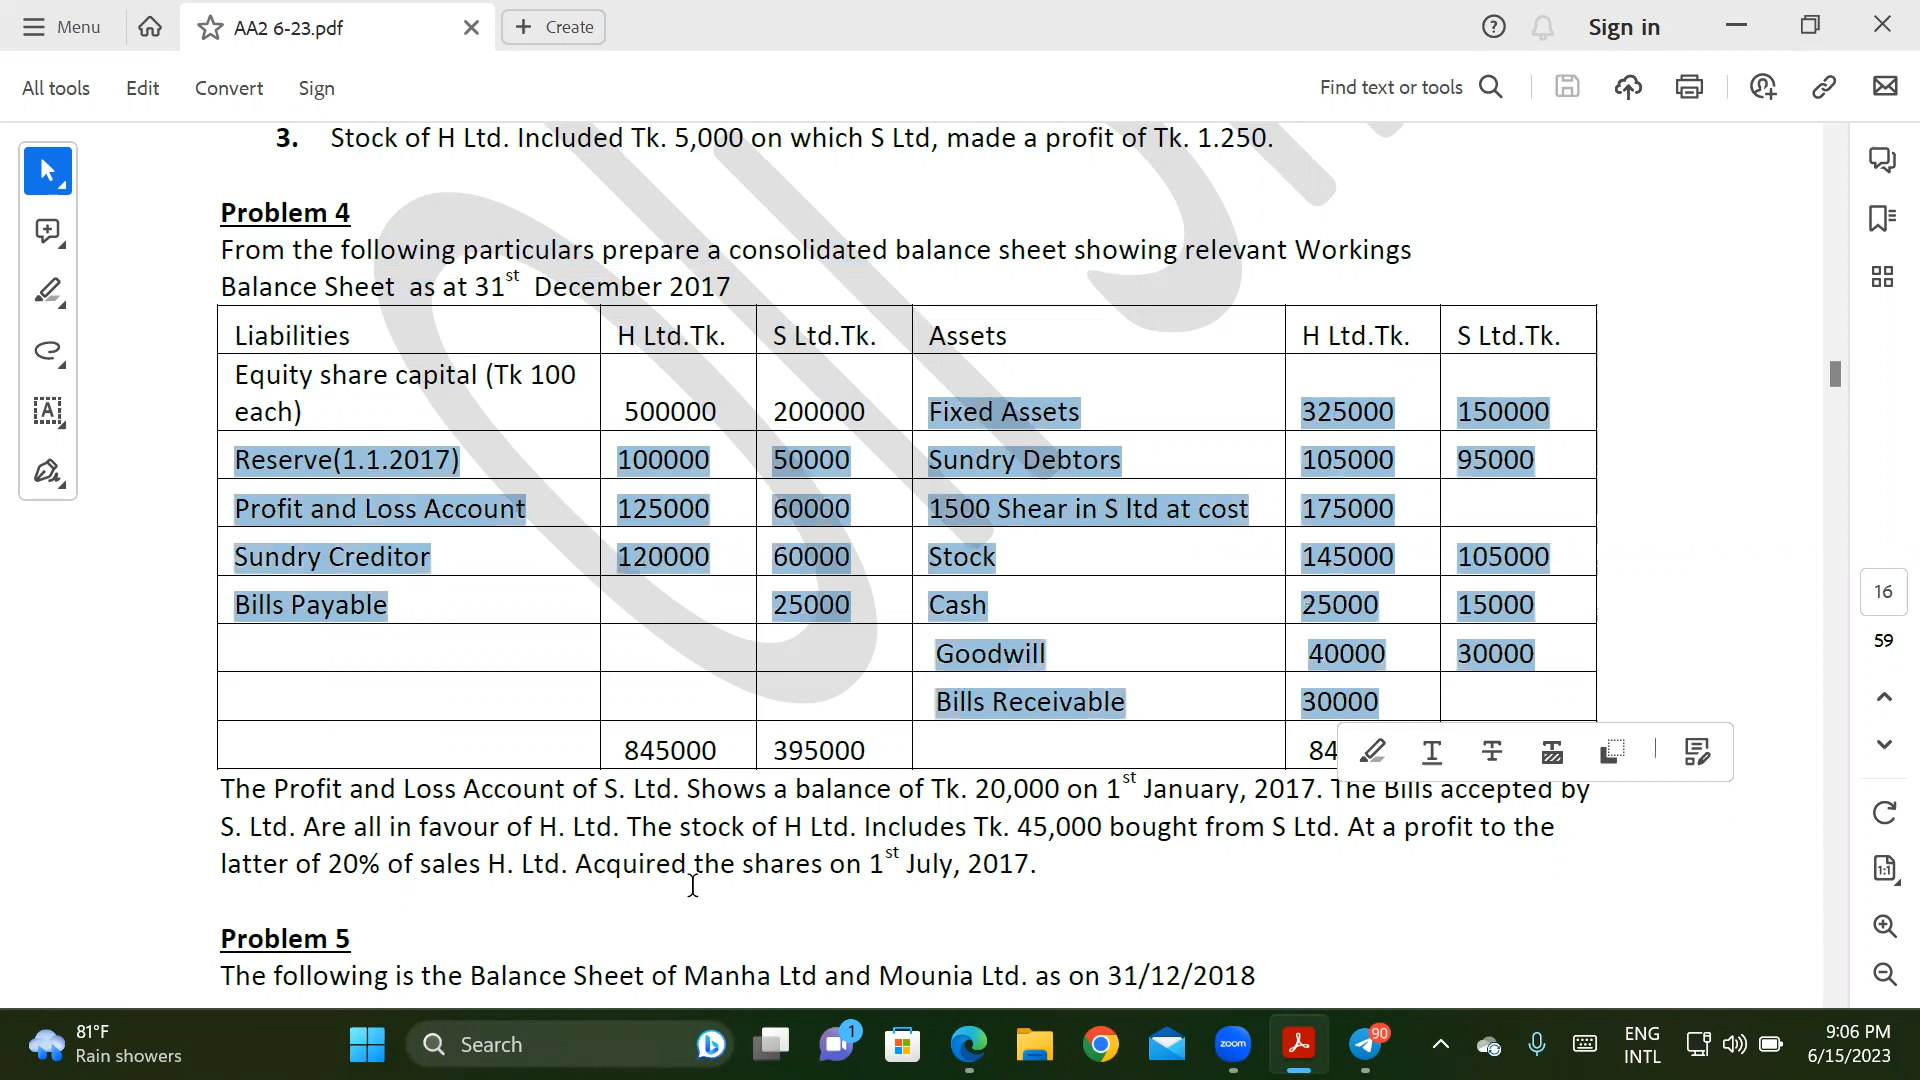 Menu
AA2 6-23.pdf
Create
Sign in
All tools Edit Convert Sign
Find text or tools
3. Stock of H Ltd. Included Tk. 5,000 on which S Ltd, made a profit of Tk. 1.250.
Problem 4
From the following particulars prepare a consolidated balance sheet showing relevant Workings
Balance Sheet as at 31st December 2017
Liabilities H Ltd.Tk. S Ltd.Tk. Assets H Ltd.Tk. S Ltd.Tk.
Equity share capital (Tk 100
each) 500000 200000 Fixed Assets 325000 150000
Reserve(1.1.2017) 100000 50000 Sundry Debtors 105000 95000
Profit and Loss Account 125000 60000 1500 Shear in S ltd at cost 175000
Sundry Creditor 120000 60000 Stock 145000 105000
Bills Payable 25000 Cash 25000 15000
Goodwill 40000 30000
Bills Receivable 30000
845000 395000 84
The Profit and Loss Account of S. Ltd. Shows a balance of Tk. 20,000 on 1st January, 2017. The Bills accepted by
S. Ltd. Are all in favour of H. Ltd. The stock of H Ltd. Includes Tk. 45,000 bought from S Ltd. At a profit to the
latter of 20% of sales H. Ltd. Acquired the shares on 1st July, 2017.
Problem 5
The following is the Balance Sheet of Manha Ltd and Mounia Ltd. as on 31/12/2018
16
59
1:1
81°F
Rain showers
Search
1
zoom
90
ENG
INTL
9:06 PM
6/15/2023